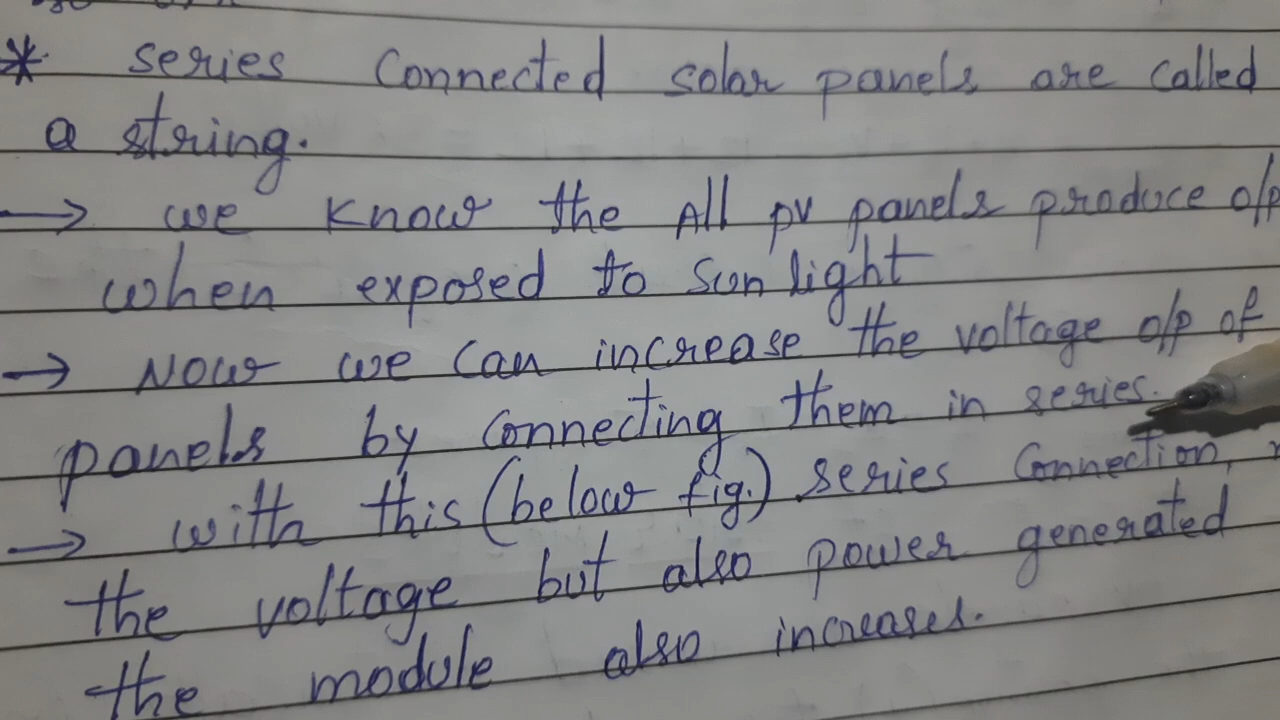 * series Connected solar panels are called
a string.
→ we know the All pv panels produce o/p
when exposed to sun light
→ Now we can increase the voltage o/p of
panels by connecting them in series.
→ with this (below fig.) series Connection,
the voltage but also power generated
the module also increases.